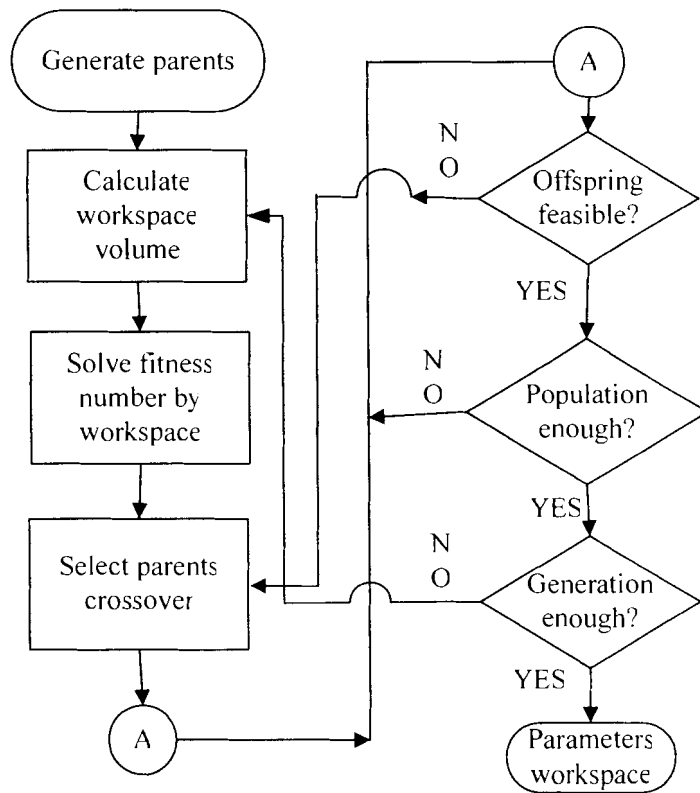 Generate parents
Calculate
workspace
volume
Solve fitness
number by
workspace
Select parents
crossover
A
A
N
O
Offspring
feasible?
YES
N
O
Population
enough?
YES
N
O
Generation
enough?
YES
Parameters
workspace